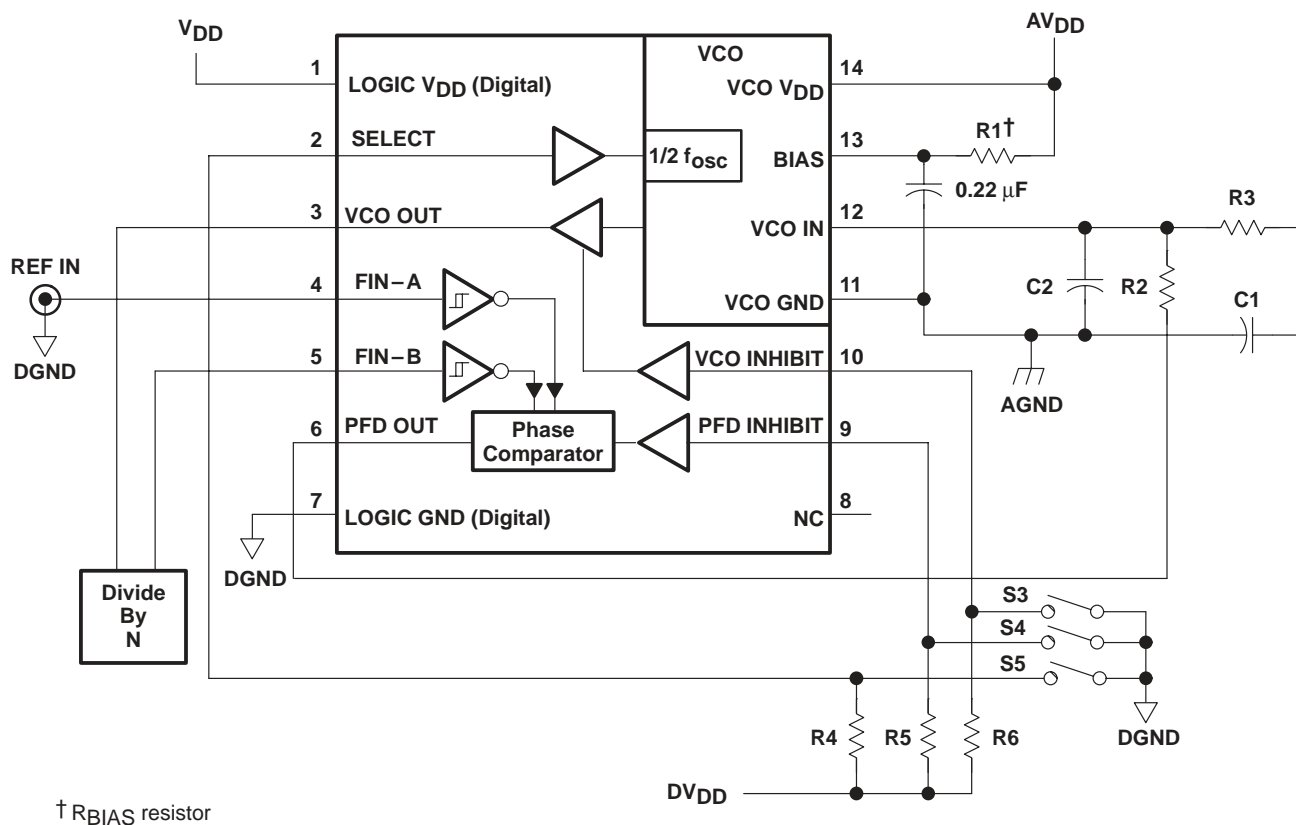 VDD
AVDD
VCO
1
LOGIC VDD (Digital)
VCO VDD
14
2
SELECT
1/2 fosc
BIAS
13
R1†
0.22 μF
3
VCO OUT
VCO IN
12
R3
REF IN
4
FIN–A
VCO GND
11
C2
R2
C1
DGND
5
FIN–B
VCO INHIBIT
10
AGND
6
PFD OUT
Phase
Comparator
PFD INHIBIT
9
7
LOGIC GND (Digital)
NC
8
DGND
Divide
By
N
S3
S4
S5
R4
R5
R6
DGND
DVDD
† RBIAS resistor